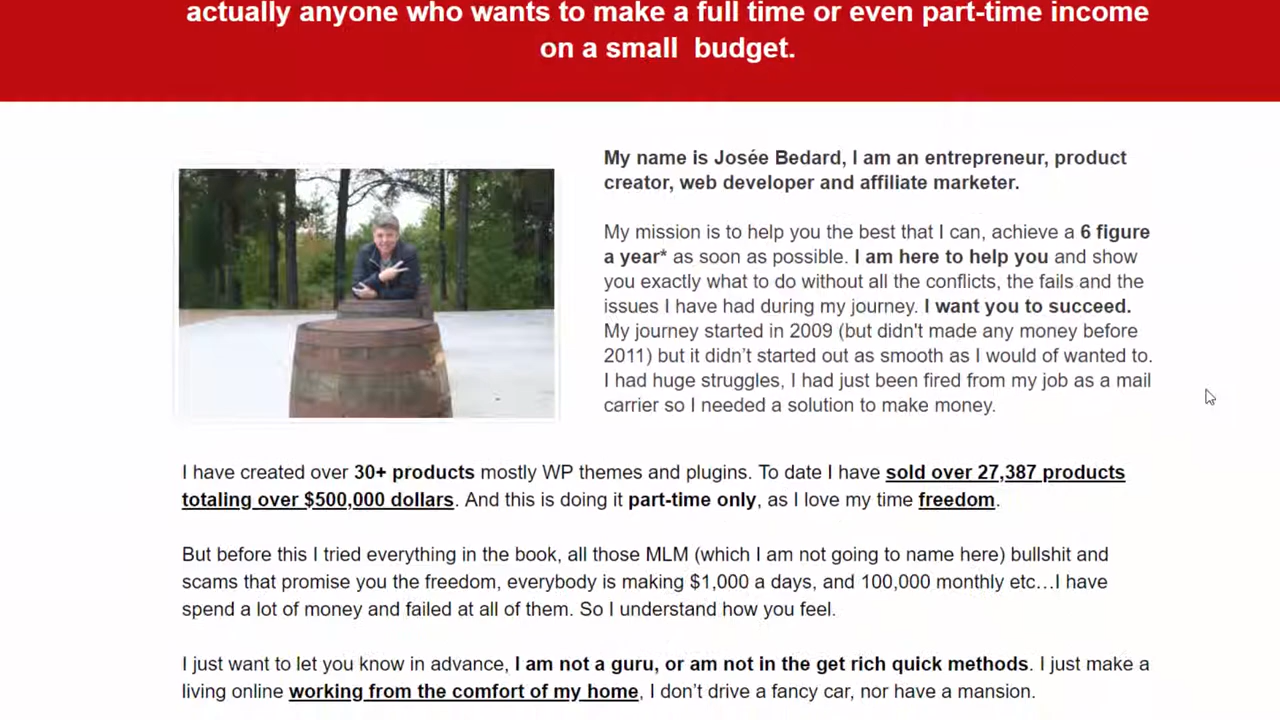 actually anyone who wants to make a full time or even part-time income
on a small budget.
My name is Josée Bedard, I am an entrepreneur, product
creator, web developer and affiliate marketer.
My mission is to help you the best that I can, achieve a 6 figure
a year* as soon as possible. I am here to help you and show
you exactly what to do without all the conflicts, the fails and the
issues I have had during my journey. I want you to succeed.
My journey started in 2009 (but didn't made any money before
2011) but it didn’t started out as smooth as I would of wanted to.
I had huge struggles, I had just been fired from my job as a mail
carrier so I needed a solution to make money.
I have created over 30+ products mostly WP themes and plugins. To date I have sold over 27,387 products
totaling over $500,000 dollars. And this is doing it part-time only, as I love my time freedom.
But before this I tried everything in the book, all those MLM (which I am not going to name here) bullshit and
scams that promise you the freedom, everybody is making $1,000 a days, and 100,000 monthly etc…I have
spend a lot of money and failed at all of them. So I understand how you feel.
I just want to let you know in advance, I am not a guru, or am not in the get rich quick methods. I just make a
living online working from the comfort of my home, I don’t drive a fancy car, nor have a mansion.